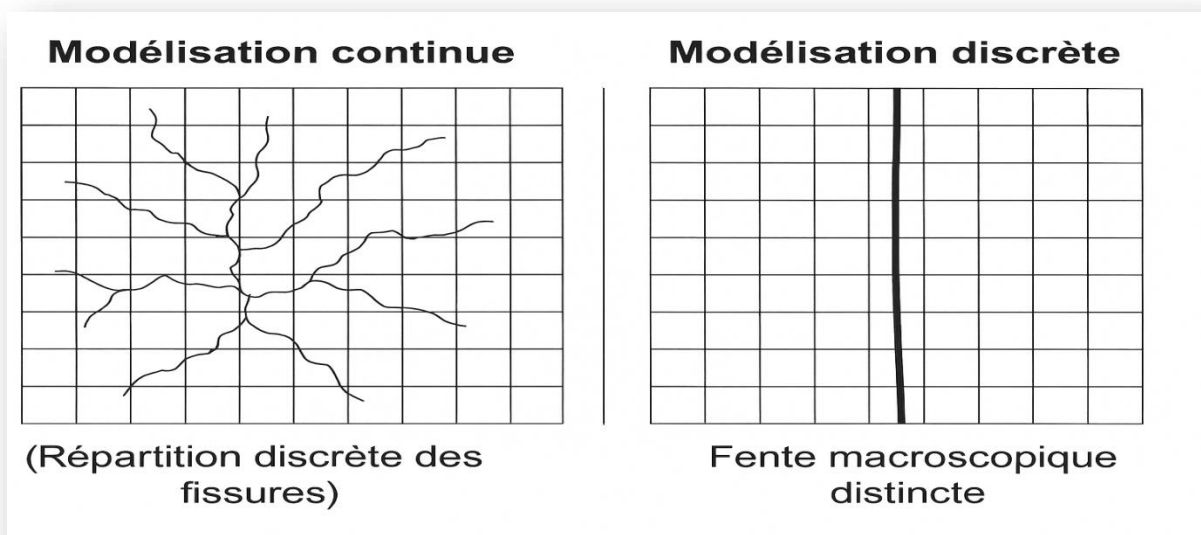 Modélisation continue
Modélisation discrète
(Répartition discrète des
fissures)
Fente macroscopique
distincte